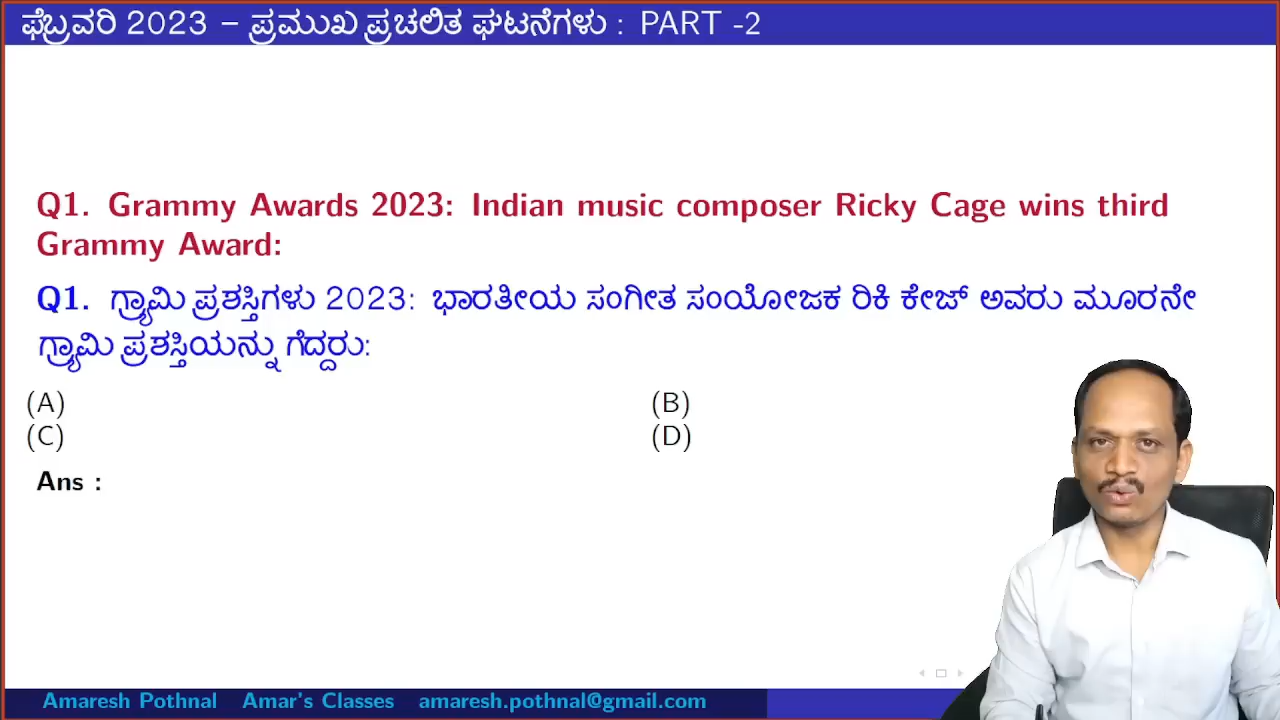 ಫೆಬ್ರವರಿ 2023 – ಪ್ರಮುಖ ಪ್ರಚಲಿತ ಘಟನೆಗಳು : PART -2
Q1. Grammy Awards 2023: Indian music composer Ricky Cage wins third
Grammy Award:
Q1. ಗ್ರ್ಯಾಮಿ ಪ್ರಶಸ್ತಿಗಳು 2023: ಭಾರತೀಯ ಸಂಗೀತ ಸಂಯೋಜಕ ರಿಕಿ ಕೇಜ್ ಅವರು ಮೂರನೇ
ಗ್ರ್ಯಾಮಿ ಪ್ರಶಸ್ತಿಯನ್ನು ಗೆದ್ದರು:
(A) (B)
(C) (D)
Ans :
Amaresh Pothnal Amar's Classes amaresh.pothnal@gmail.com